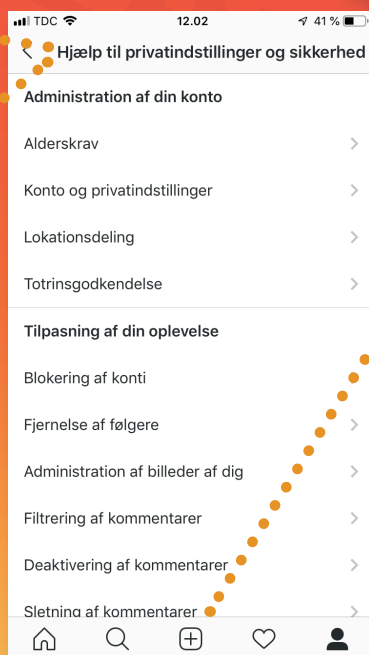 TDC 12.02 41 %
Hjælp til privatindstillinger og sikkerhed
Administration af din konto
Alderskrav
Konto og privatindstillinger
Lokationsdeling
Totrinsgodkendelse
Tilpasning af din oplevelse
Blokering af konti
Fjernelse af følgere
Administration af billeder af dig
Filtrering af kommentarer
Deaktivering af kommentarer
Sletning af kommentarer